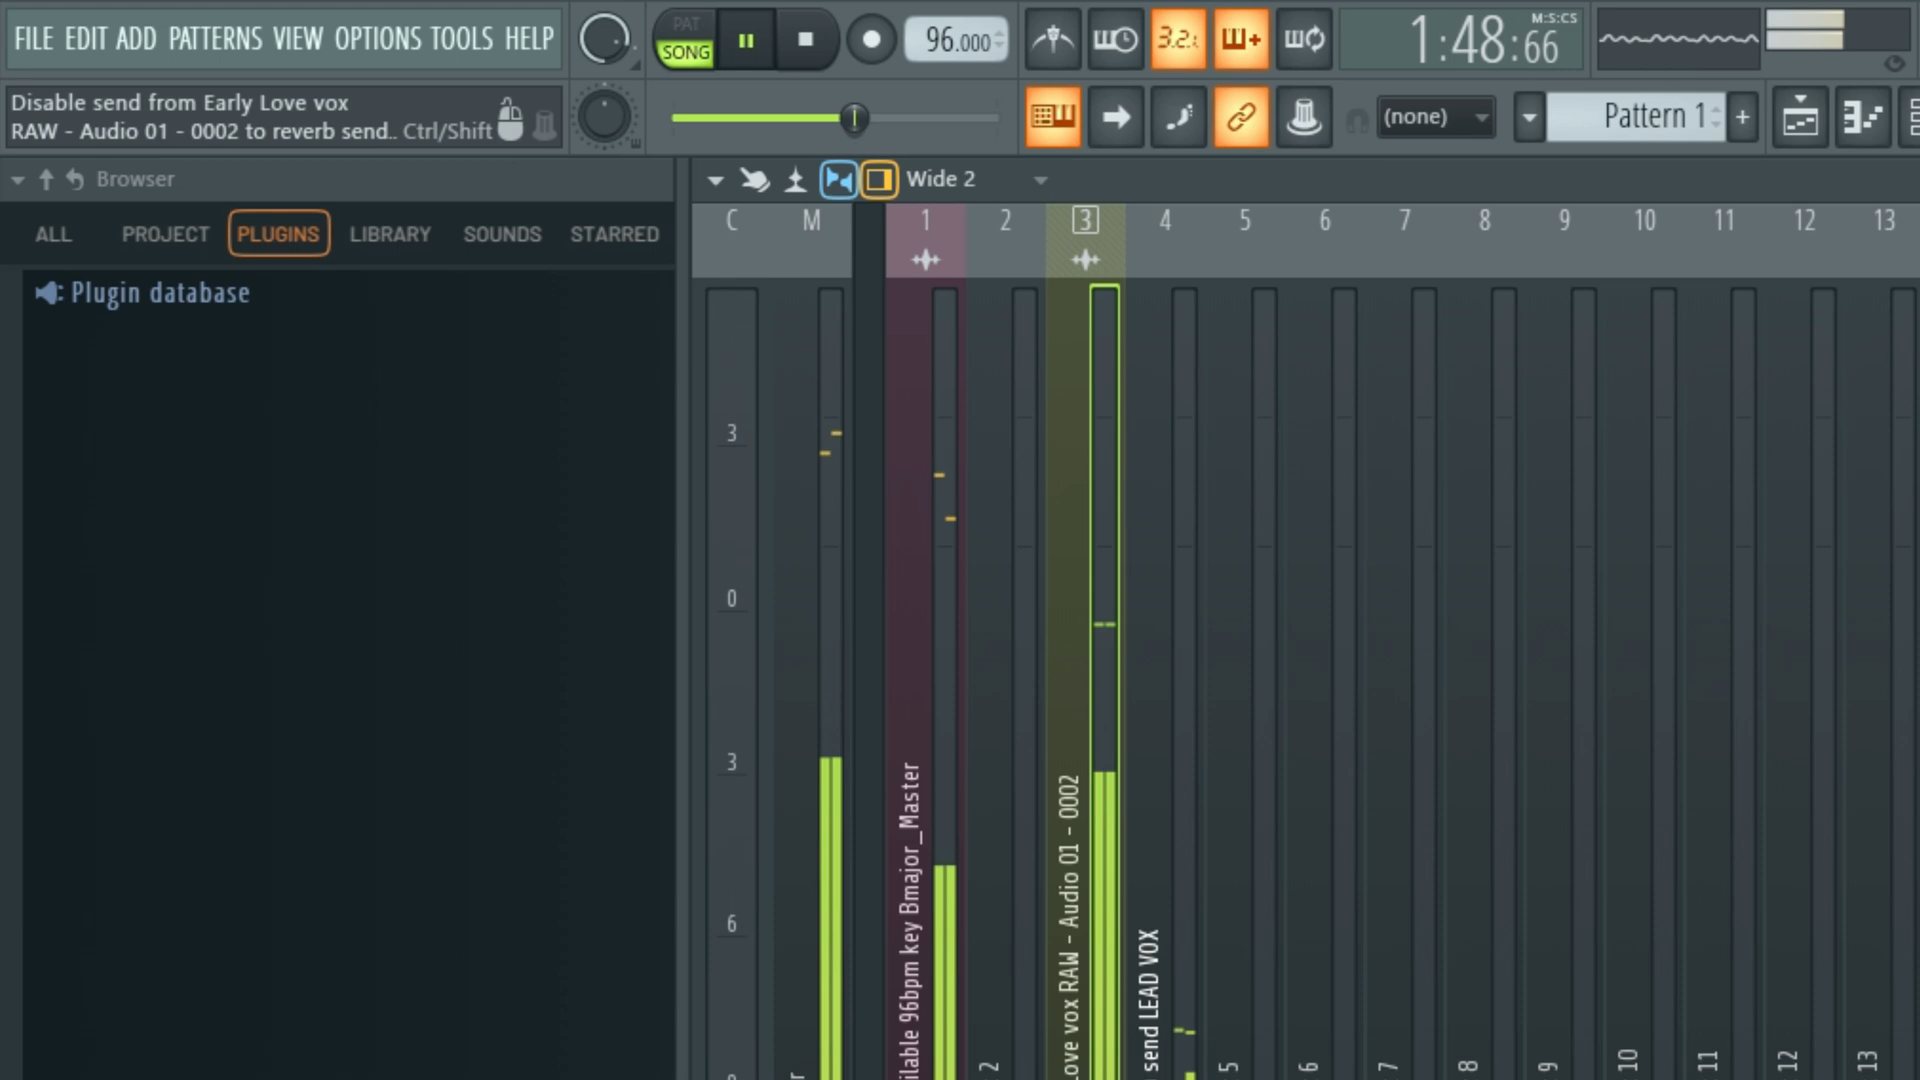 FILE EDIT ADD PATTERNS VIEW OPTIONS TOOLS HELP
PAT
SONG
96.000
3.2.
M:S:CS
1:48:66
Disable send from Early Love vox
RAW - Audio 01 - 0002 to reverb send.. Ctrl/Shift
(none)
Pattern 1
+
Browser
Wide 2
ALL PROJECT PLUGINS LIBRARY SOUNDS STARRED
C M 1 2 3 4 5 6 7 8 9 10 11 12 13
Plugin database
3
0
3
6
ilable 96bpm key Bmajor_Master
2
Love vox RAW - Audio 01 - 0002
send LEAD VOX
5
6
7
8
9
10
11
12
13